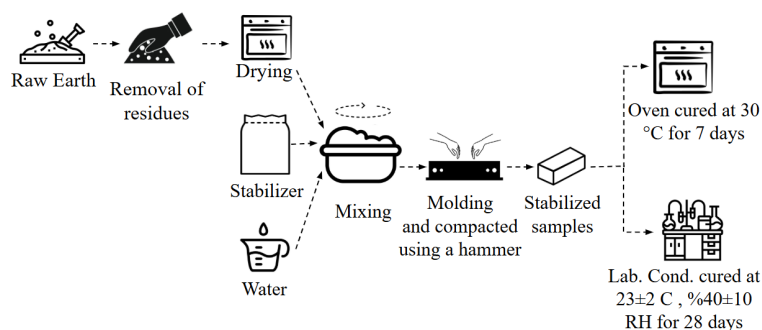 Raw Earth
Removal of
residues
Drying
Stabilizer
Water
Mixing
Molding
and compacted
using a hammer
Stabilized
samples
Oven cured at 30
°C for 7 days
Lab. Cond. cured at
23±2 C , %40±10
RH for 28 days